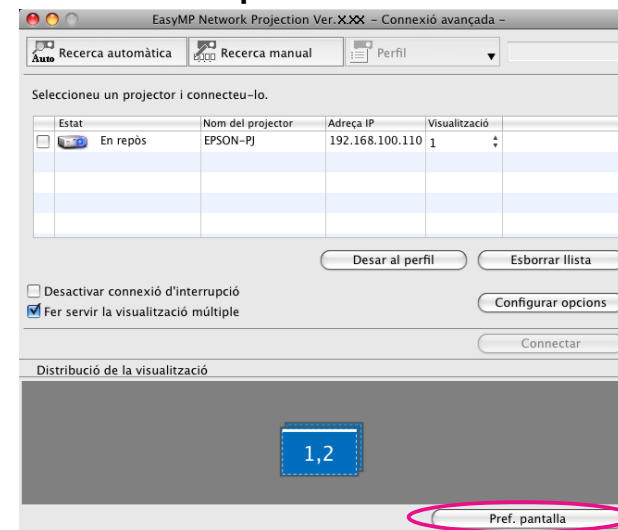 EasyMP Network Projection Ver.X.XX – Connexió avançada –
Auto Recerca automàtica Recerca manual Perfil
Seleccioneu un projector i connecteu-lo.
Estat Nom del projector Adreça IP Visualització
En repòs EPSON-PJ 192.168.100.110 1
Desar al perfil Esborrar llista
Desactivar connexió d'interrupció
Fer servir la visualització múltiple
Configurar opcions
Connectar
Distribució de la visualització
1,2
Pref. pantalla